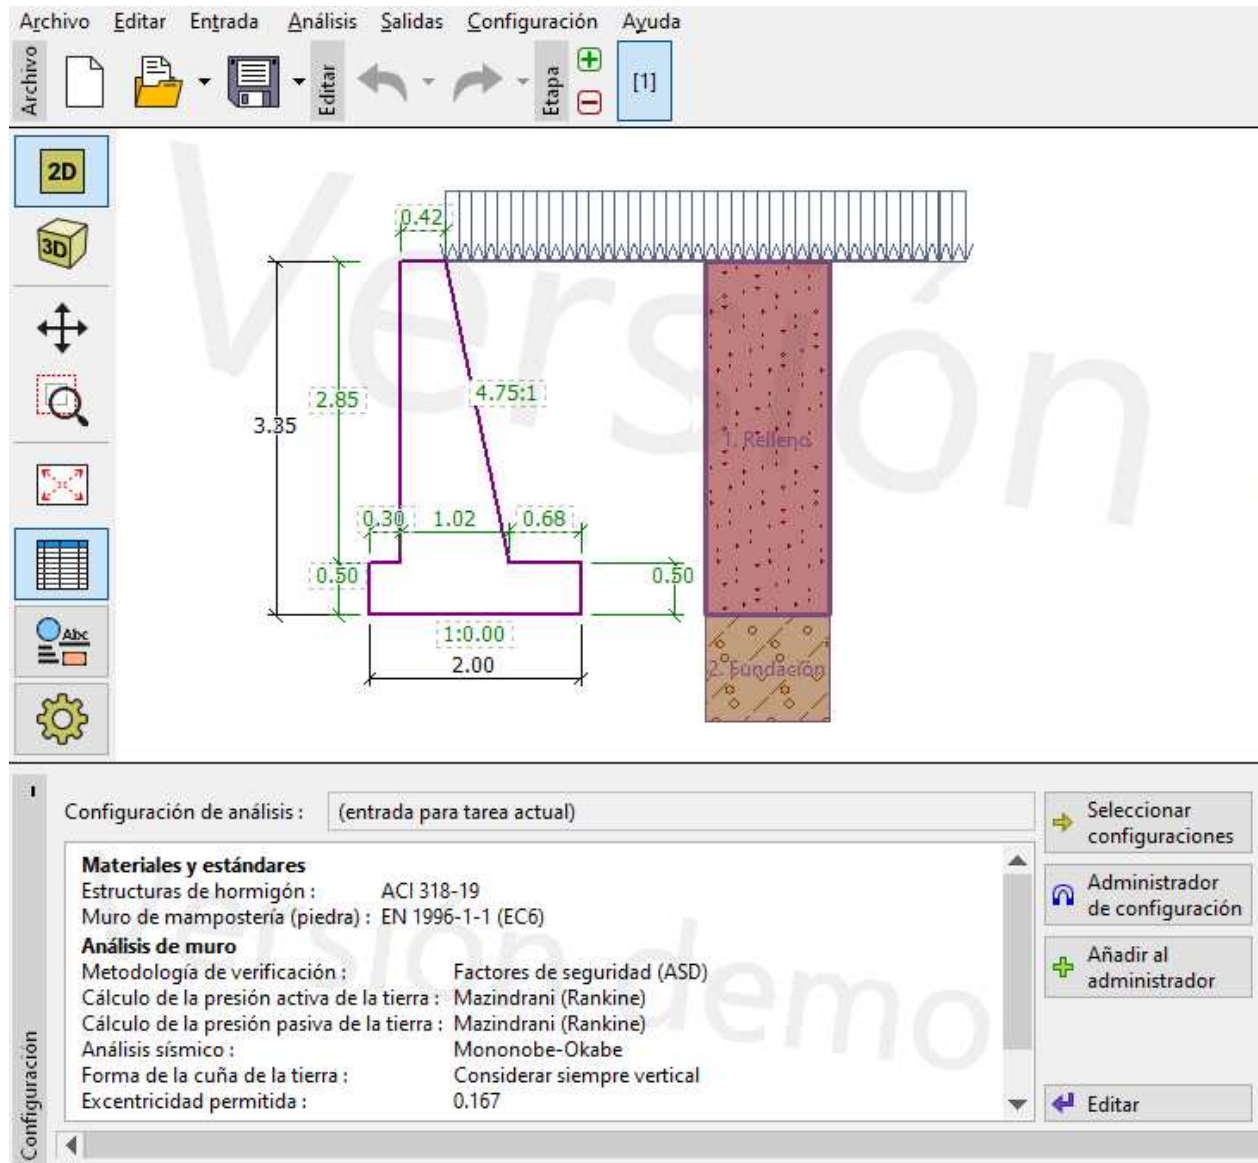 Archivo Editar Entrada Análisis Salidas Configuración Ayuda
Archivo
Editar
Etapa
[1]
2D
3D
Abc
Versión
0.42
2.85
4.75:1
3.35
1. Relleno
0.30 1.02 0.68
0.50 0.50
1:0.00
2.00
2. Fundación
Configuración
Configuración de análisis : (entrada para tarea actual)
Materiales y estándares
Estructuras de hormigón : ACI 318-19
Muro de mampostería (piedra) : EN 1996-1-1 (EC6)
Análisis de muro
Metodología de verificación : Factores de seguridad (ASD)
Cálculo de la presión activa de la tierra : Mazindrani (Rankine)
Cálculo de la presión pasiva de la tierra : Mazindrani (Rankine)
Análisis sísmico : Mononobe-Okabe
Forma de la cuña de la tierra : Considerar siempre vertical
Excentricidad permitida : 0.167
Versión demo
Seleccionar
configuraciones
Administrador
de configuración
Añadir al
administrador
Editar